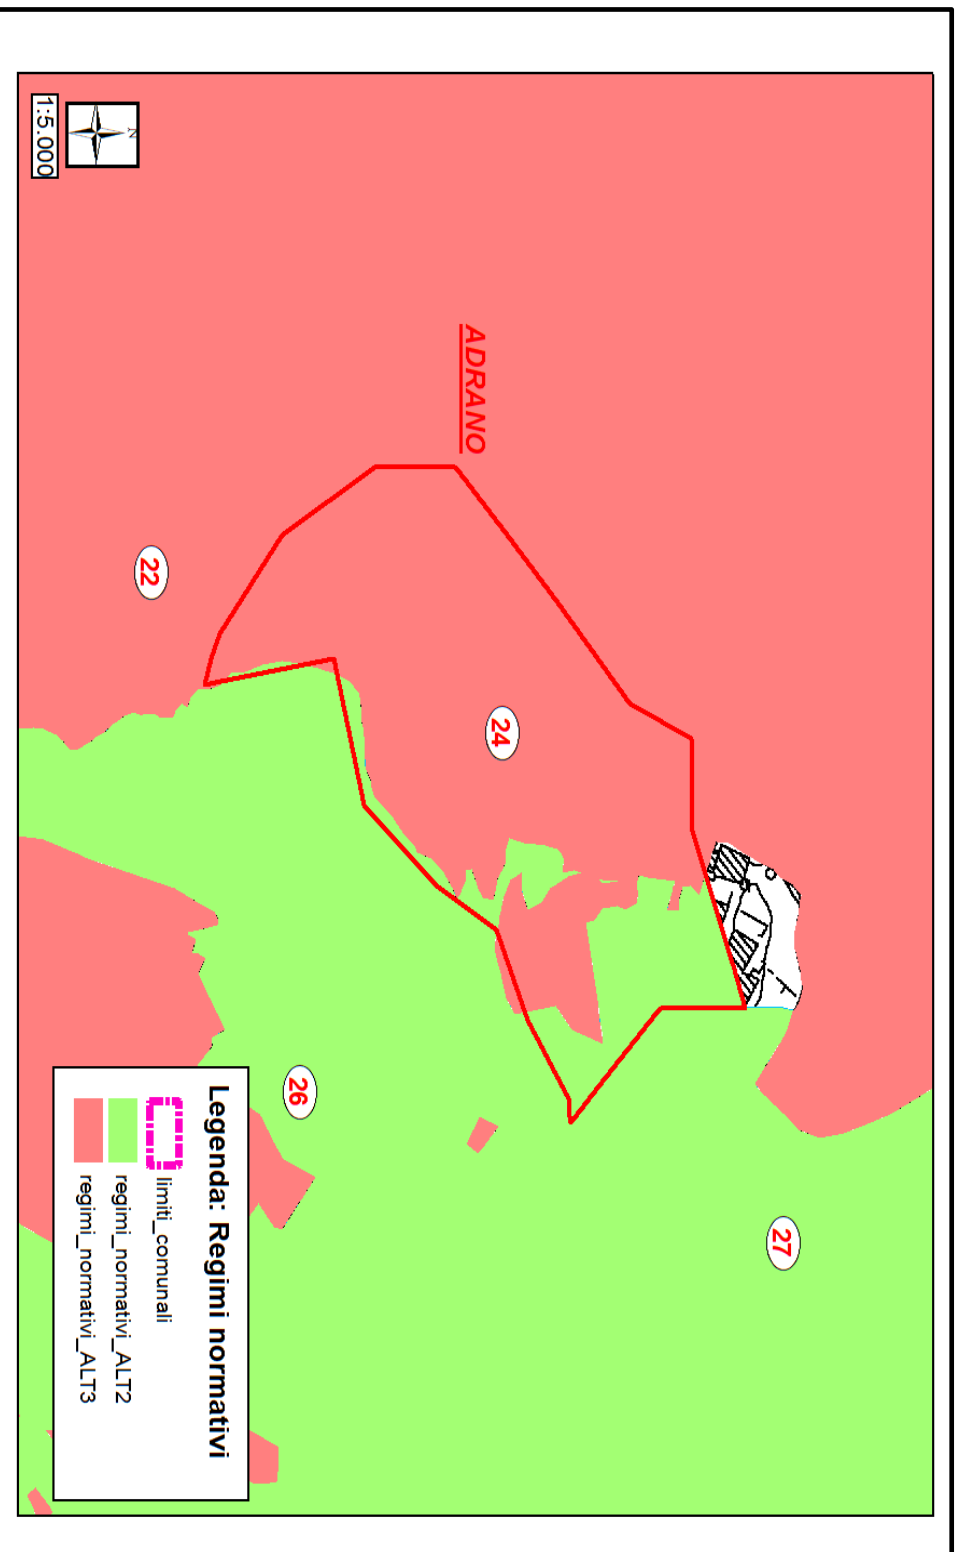 N
1:5.000
ADRANO
22
24
26
27
Legenda: Regimi normativi
limiti_comunali
regimi_normativi_ALT2
regimi_normativi_ALT3